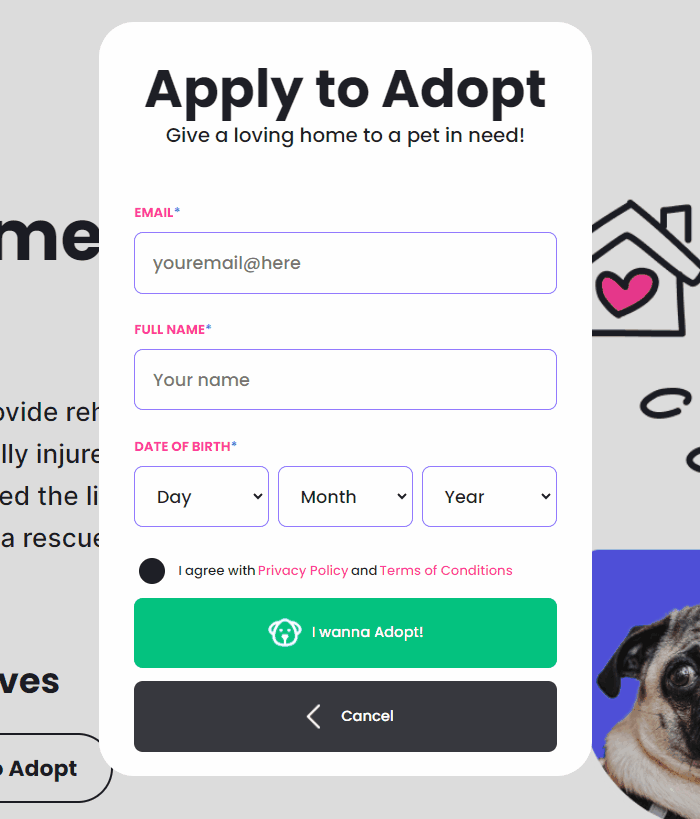 Apply to Adopt
Give a loving home to a pet in need!
me
EMAIL*
youremail@here
FULL NAME*
Your name
ovide reh
lly injure
ed the li
a rescue
DATE OF BIRTH*
Day Month Year
I agree with Privacy Policy and Terms of Conditions
I wanna Adopt!
ves
Cancel
o Adopt